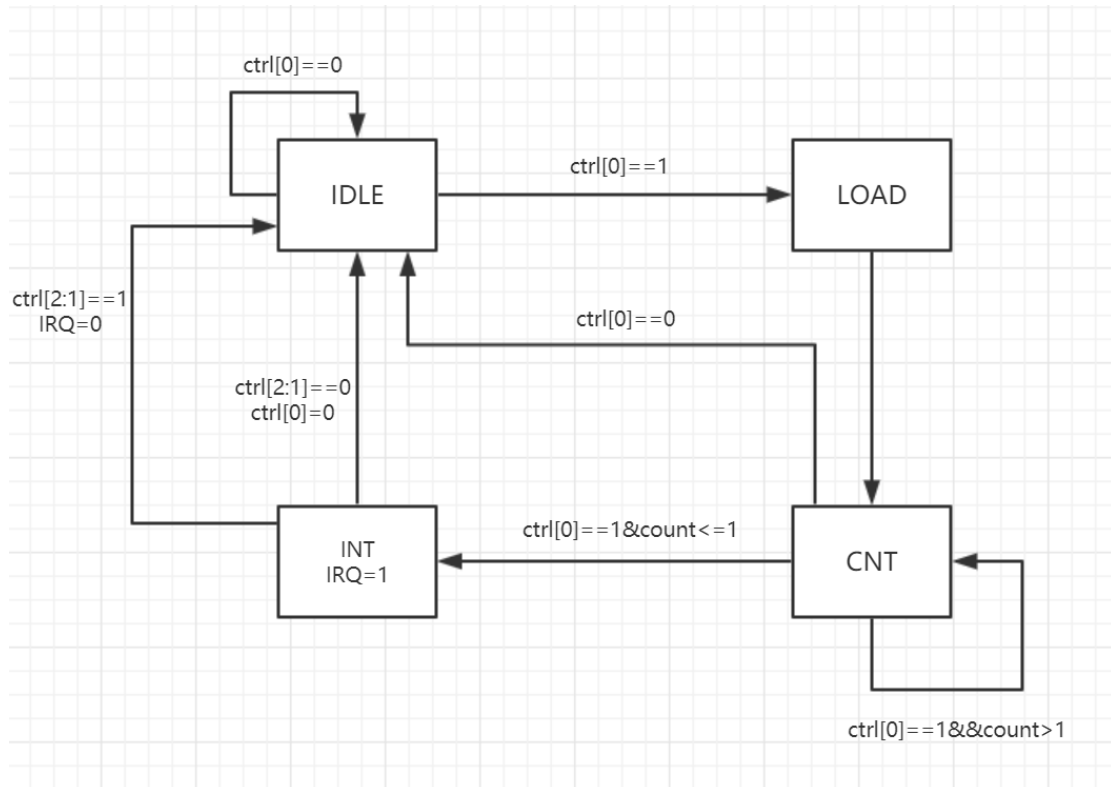 ctrl[0]==0
ctrl[0]==1
IDLE
LOAD
ctrl[2:1]==1
IRQ=0
ctrl[0]==0
ctrl[2:1]==0
ctrl[0]=0
ctrl[0]==1&count<=1
INT
IRQ=1
CNT
ctrl[0]==1&&count>1